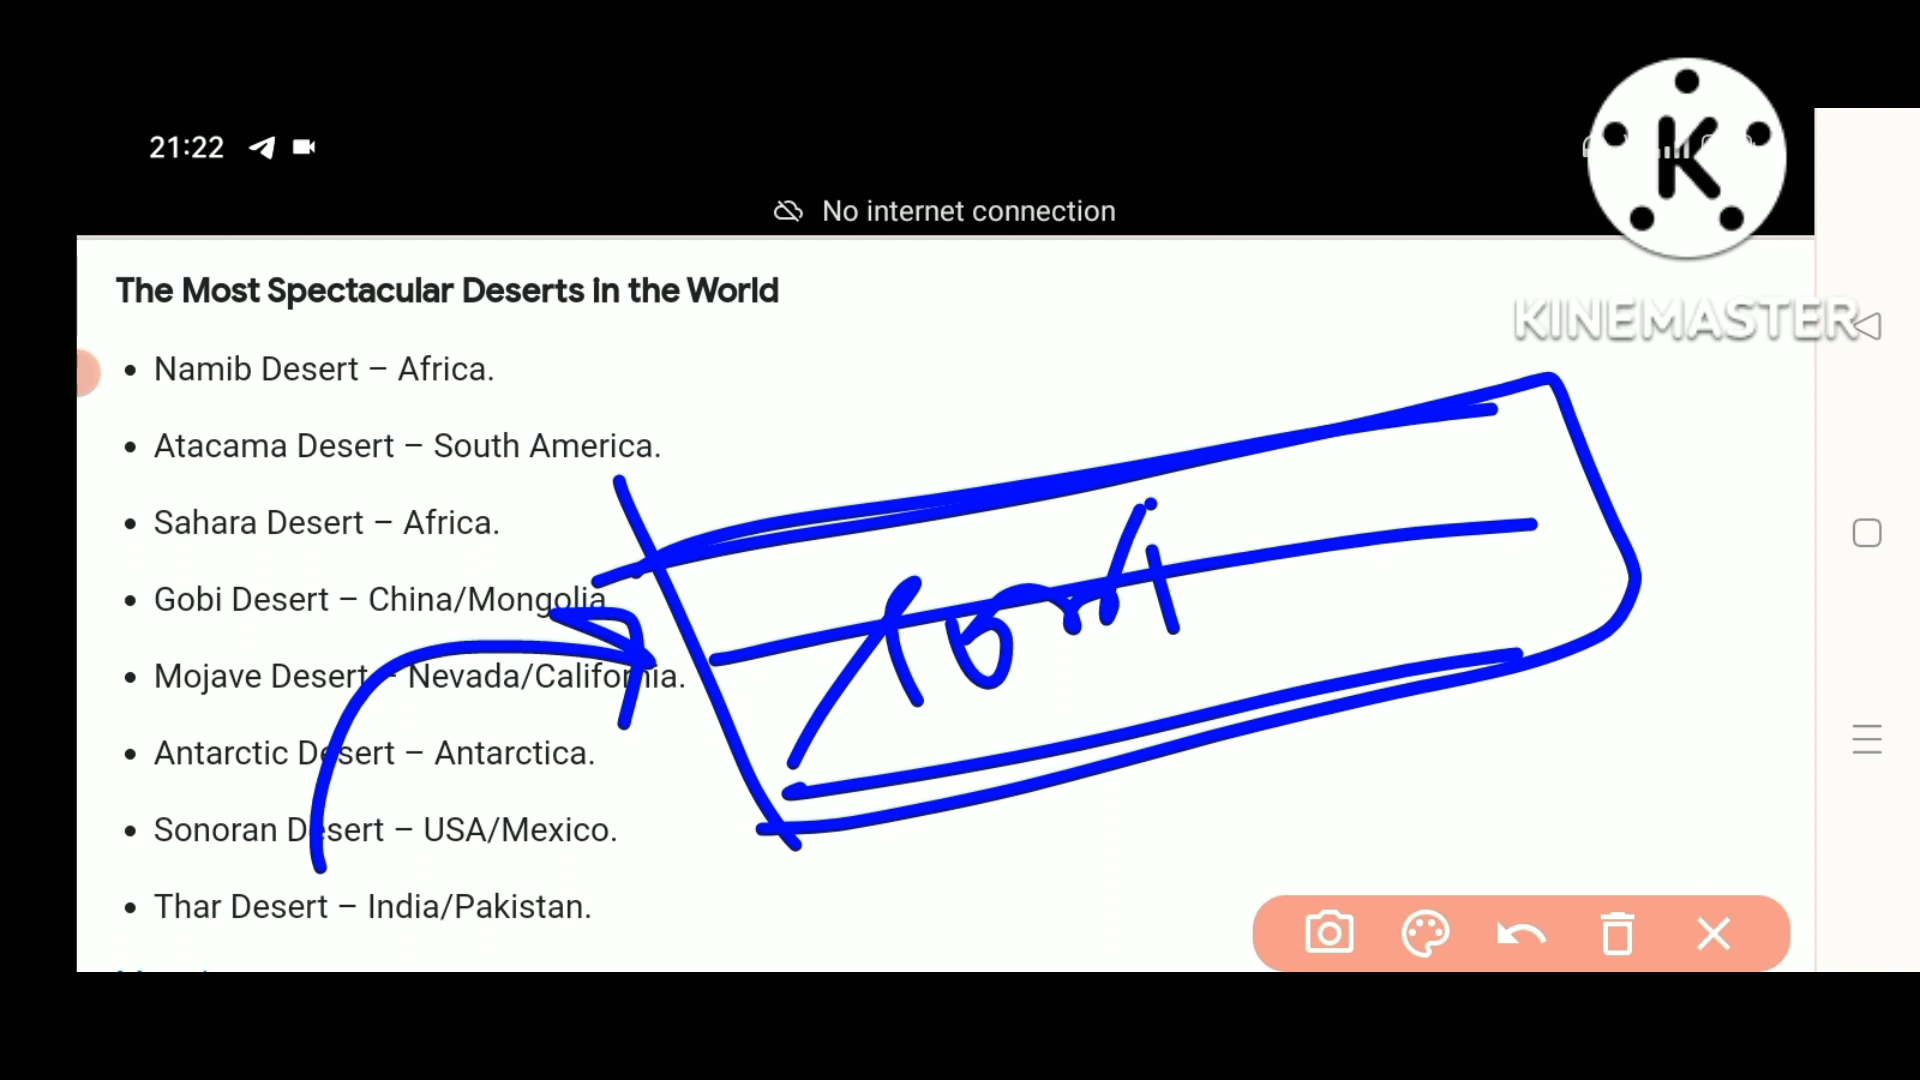 21:22
No internet connection
K
KINEMASTER
The Most Spectacular Deserts in the World
• Namib Desert – Africa.
• Atacama Desert – South America.
• Sahara Desert – Africa.
• Gobi Desert – China/Mongolia
• Mojave Desert – Nevada/California.
• Antarctic Desert – Antarctica.
• Sonoran Desert – USA/Mexico.
• Thar Desert – India/Pakistan.